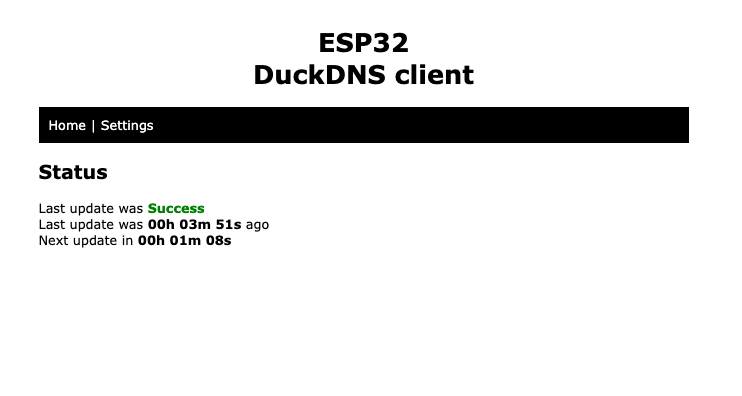 ESP32
DuckDNS client
Home | Settings
Status
Last update was Success
Last update was 00h 03m 51s ago
Next update in 00h 01m 08s